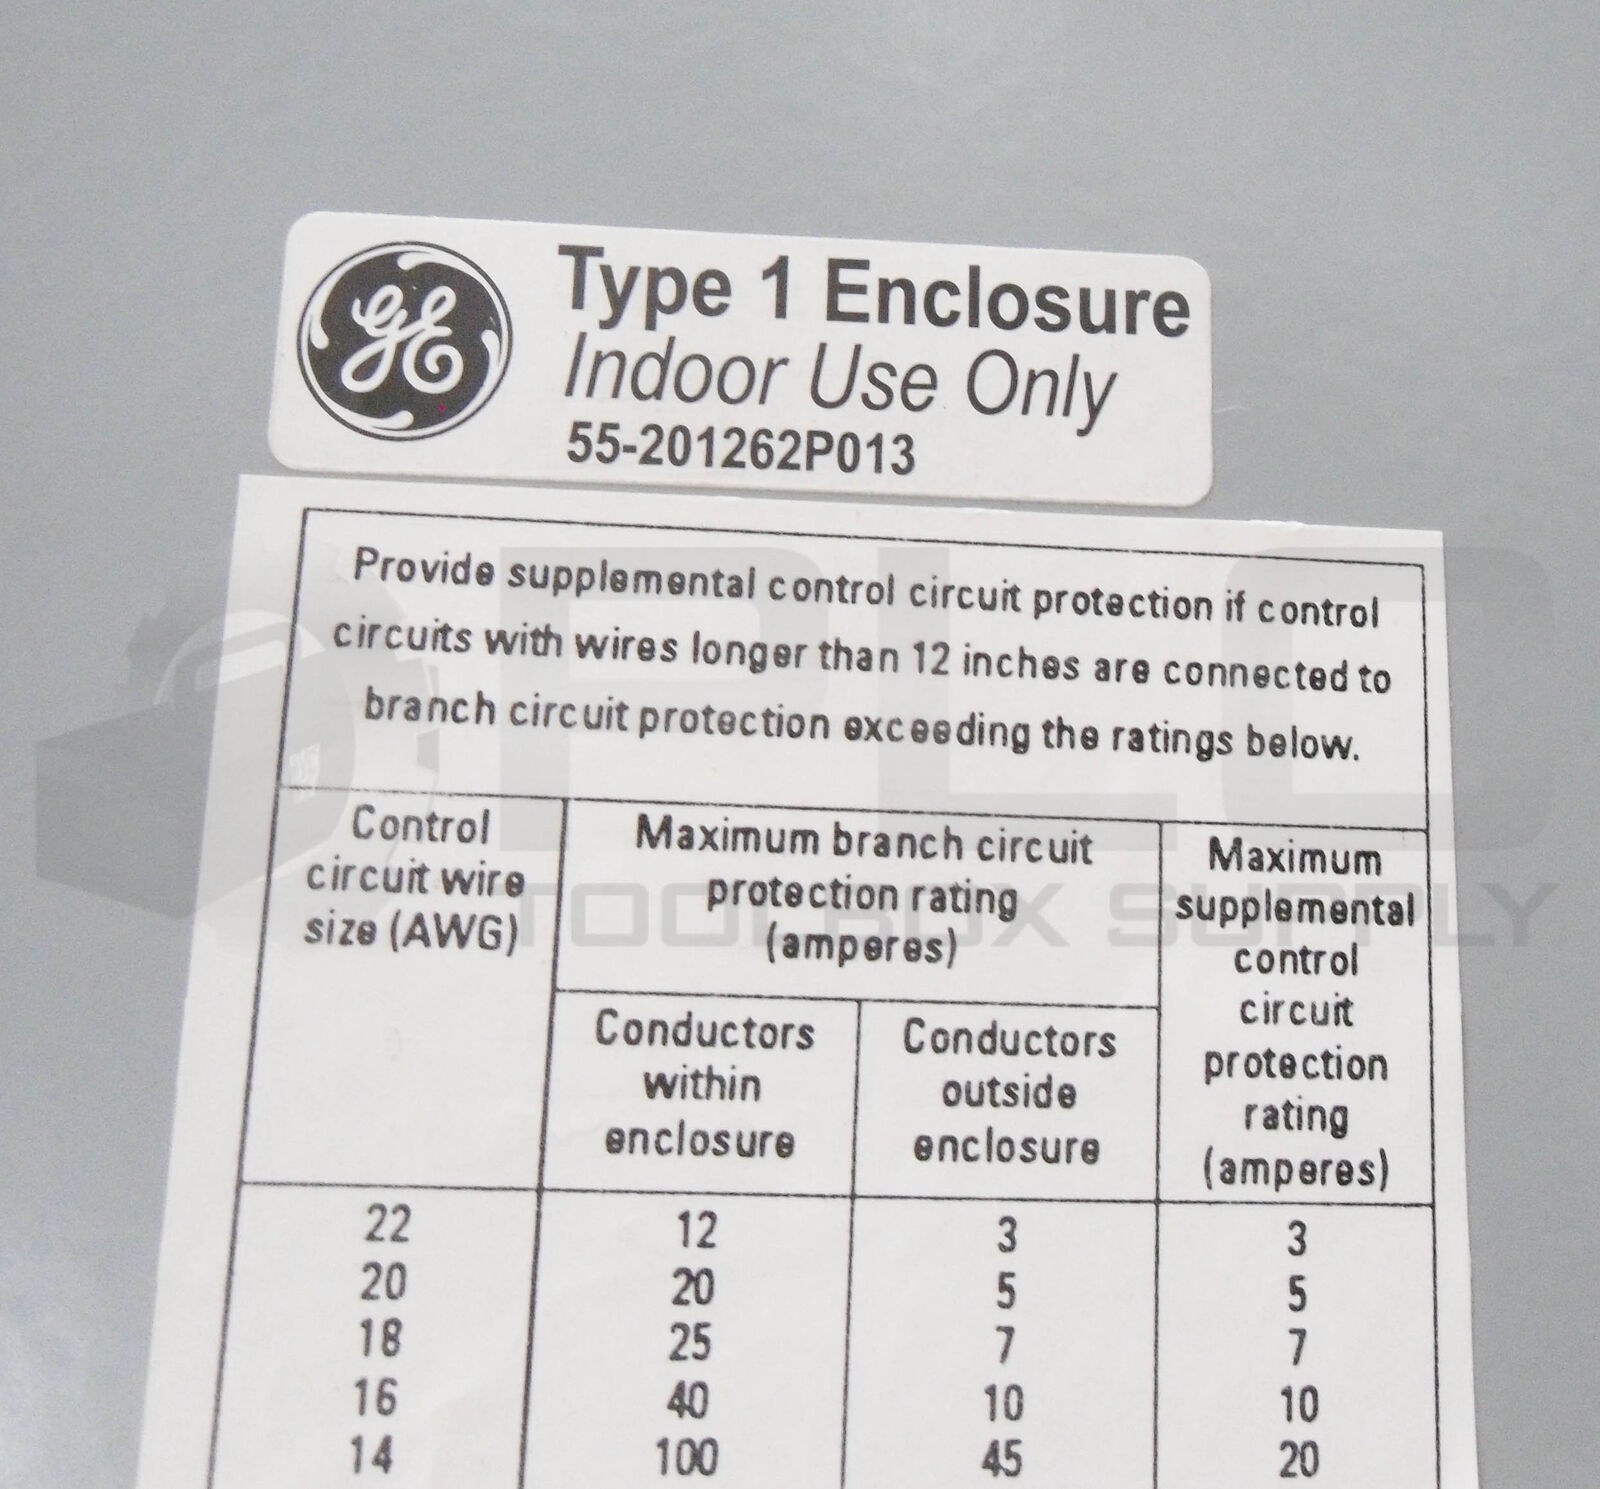 GE
Type 1 Enclosure
Indoor Use Only
55-201262P013
Provide supplemental control circuit protection if control
circuits with wires longer than 12 inches are connected to
branch circuit protection exceeding the ratings below.
Control
circuit wire
size (AWG)
Maximum branch circuit
protection rating
(amperes)
Conductors
within
enclosure
Conductors
outside
enclosure
Maximum
supplemental
control
circuit
protection
rating
(amperes)
22 12 3 3
20 20 5 5
18 25 7 7
16 40 10 10
14 100 45 20
PLC
TOOLBOX SUPPLY